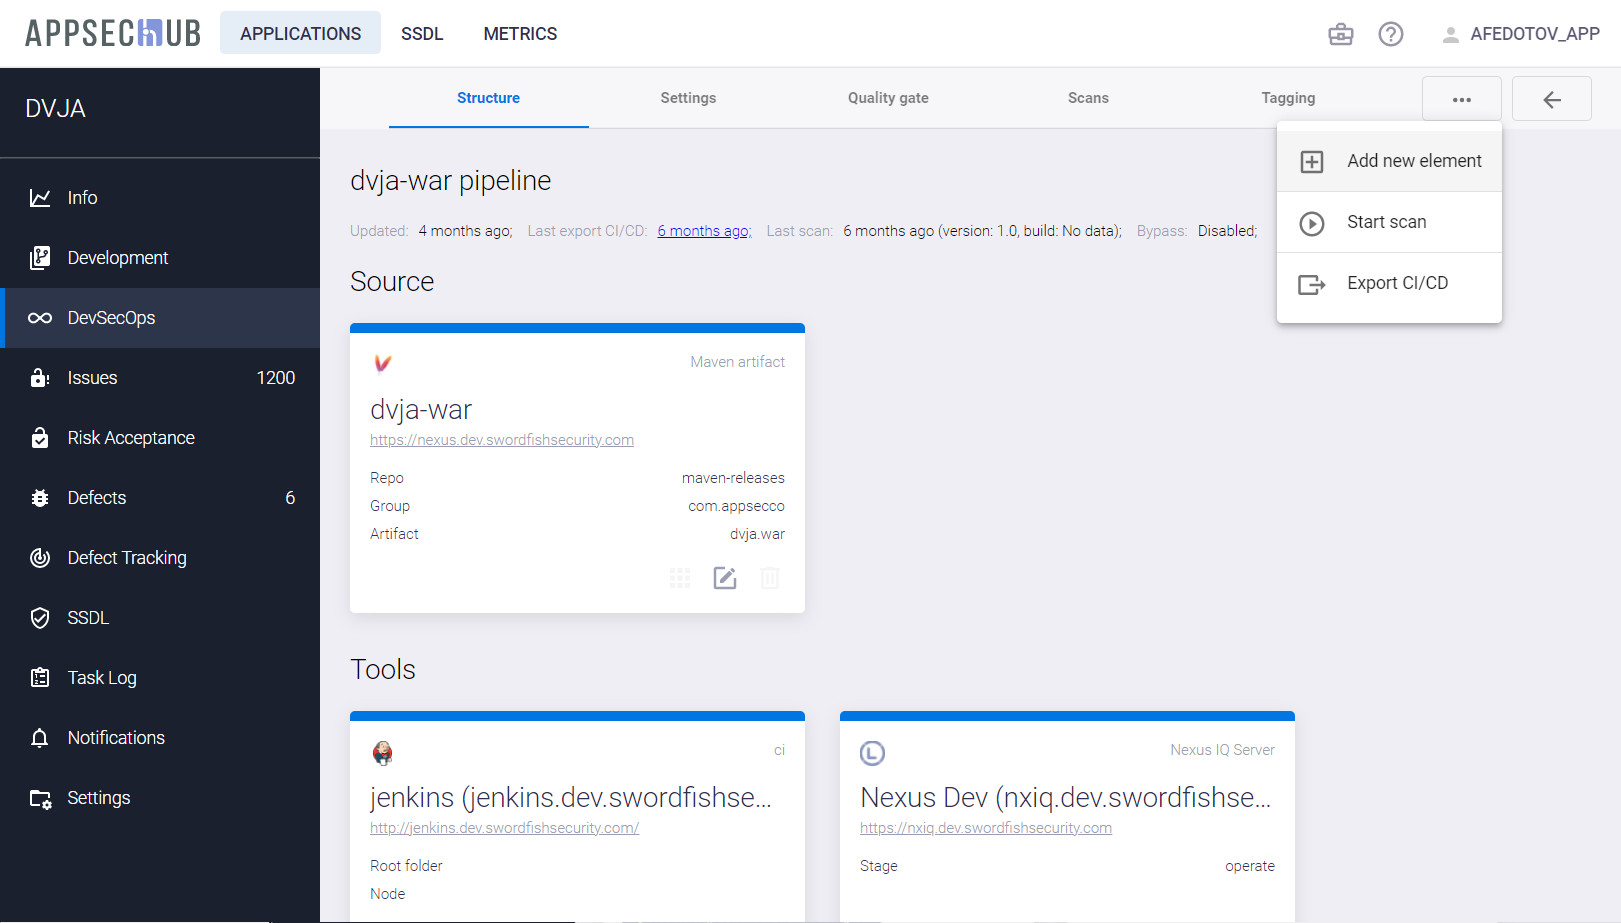 APPSECHUB
APPLICATIONS
SSDL
METRICS
AFEDOTOV_APP
DVJA
Info
Development
DevSecOps
Issues 1200
Risk Acceptance
Defects 6
Defect Tracking
SSDL
Task Log
Notifications
Settings
Structure
Settings
Quality gate
Scans
Tagging
Add new element
Start scan
Export CI/CD
dvja-war pipeline
Updated: 4 months ago; Last export CI/CD: 6 months ago; Last scan: 6 months ago (version: 1.0, build: No data); Bypass: Disabled;
Source
Maven artifact
dvja-war
https://nexus.dev.swordfishsecurity.com
Repo maven-releases
Group com.appsecco
Artifact dvja.war
Tools
ci
jenkins (jenkins.dev.swordfishse...
http://jenkins.dev.swordfishsecurity.com/
Root folder
Node
Nexus IQ Server
Nexus Dev (nxiq.dev.swordfishse...
https://nxiq.dev.swordfishsecurity.com
Stage operate